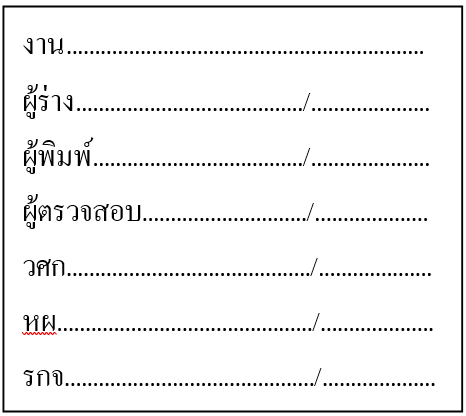 งาน...............................................................
ผู้ร่าง......................................../.....................
ผู้พิมพ์...................................../.....................
ผู้ตรวจสอบ............................./....................
วศก.........................................../....................
หผ............................................./....................
รกจ............................................/....................